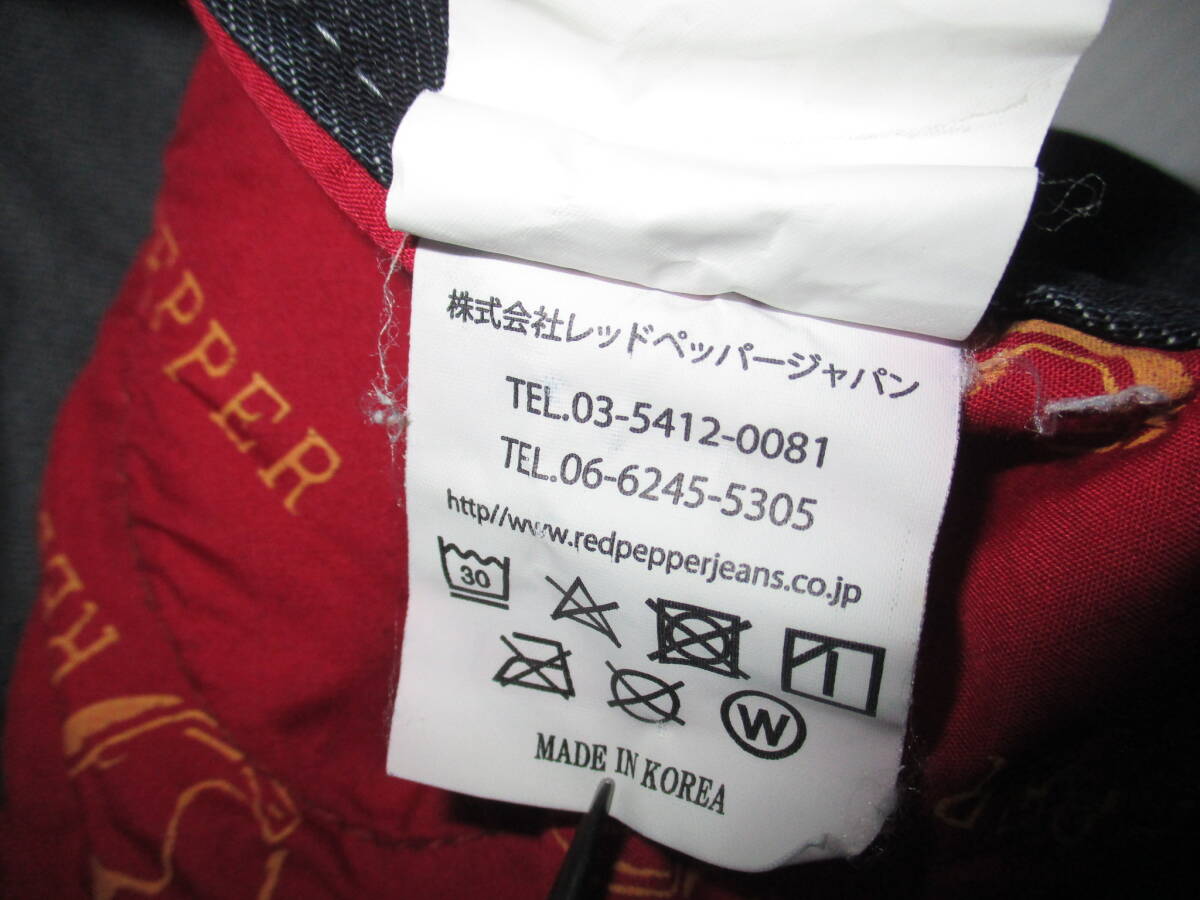 株式会社レッドペッパージャパン
TEL.03-5412-0081
TEL.06-6245-5305
http//www.redpepperjeans.co.jp
30
W
MADE IN KOREA
EPPER